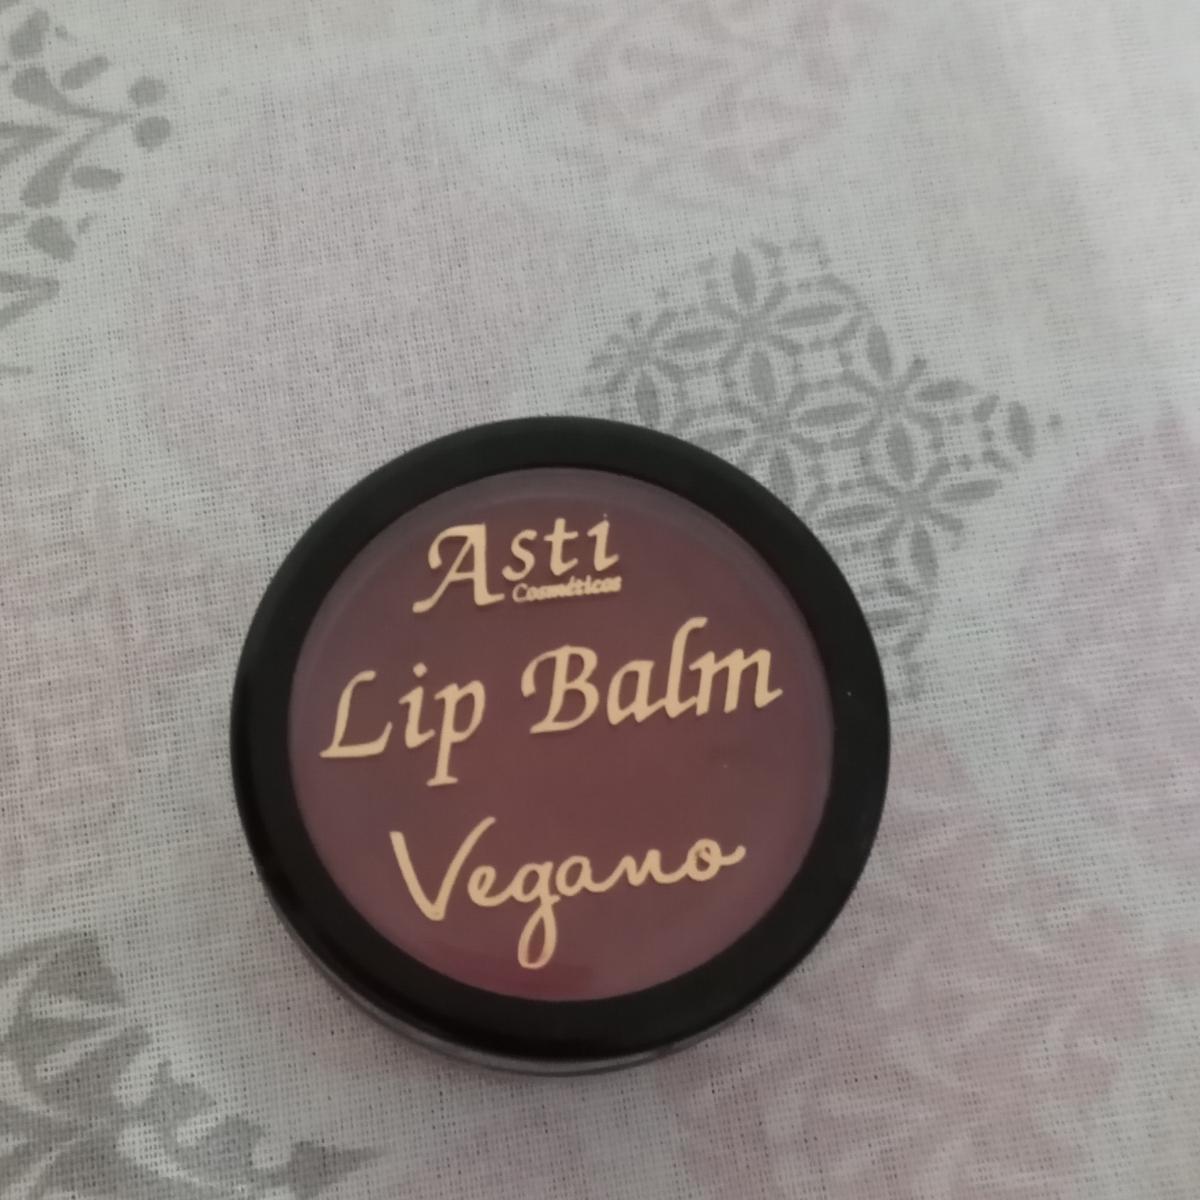 Asti
Cosméticos
Lip Balm
Vegano